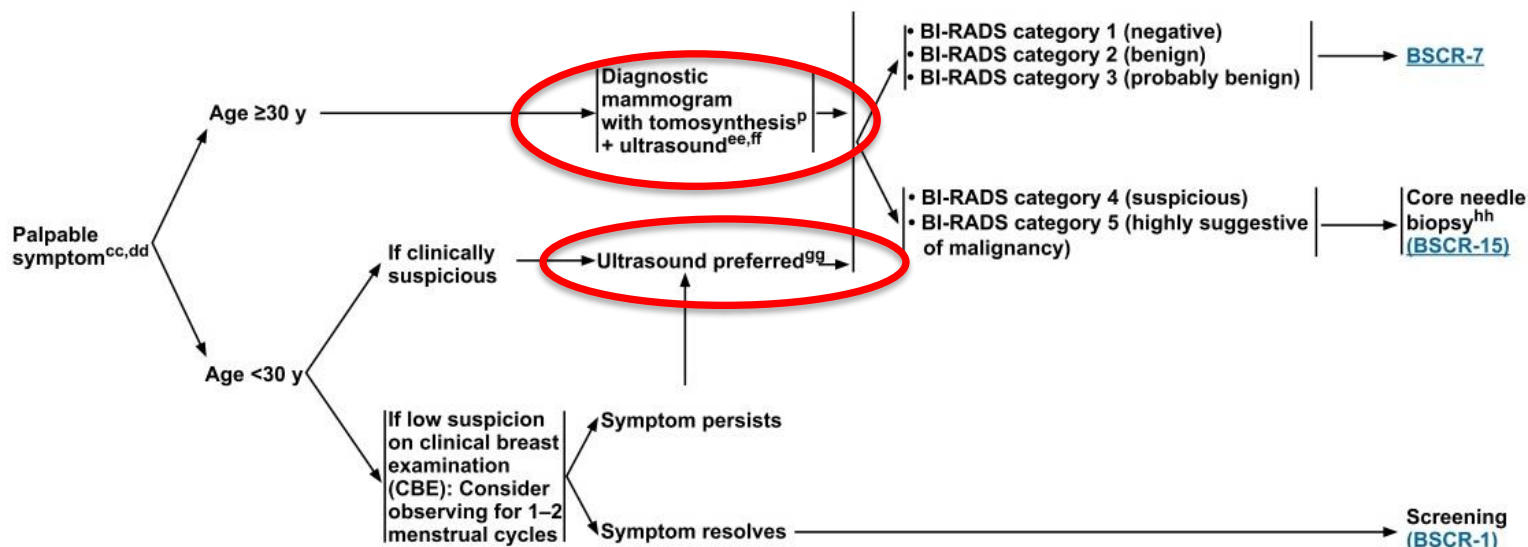 Palpable
symptomcc,dd
Age ≥30 y
Diagnostic
mammogram
with tomosynthesisp
+ ultrasoundee,ff
• BI-RADS category 1 (negative)
• BI-RADS category 2 (benign)
• BI-RADS category 3 (probably benign)
BSCR-7
• BI-RADS category 4 (suspicious)
• BI-RADS category 5 (highly suggestive
of malignancy)
Core needle
biopsyhh
(BSCR-15)
Age <30 y
If clinically
suspicious
Ultrasound preferredgg
If low suspicion
on clinical breast
examination
(CBE): Consider
observing for 1–2
menstrual cycles
Symptom persists
Symptom resolves
Screening
(BSCR-1)